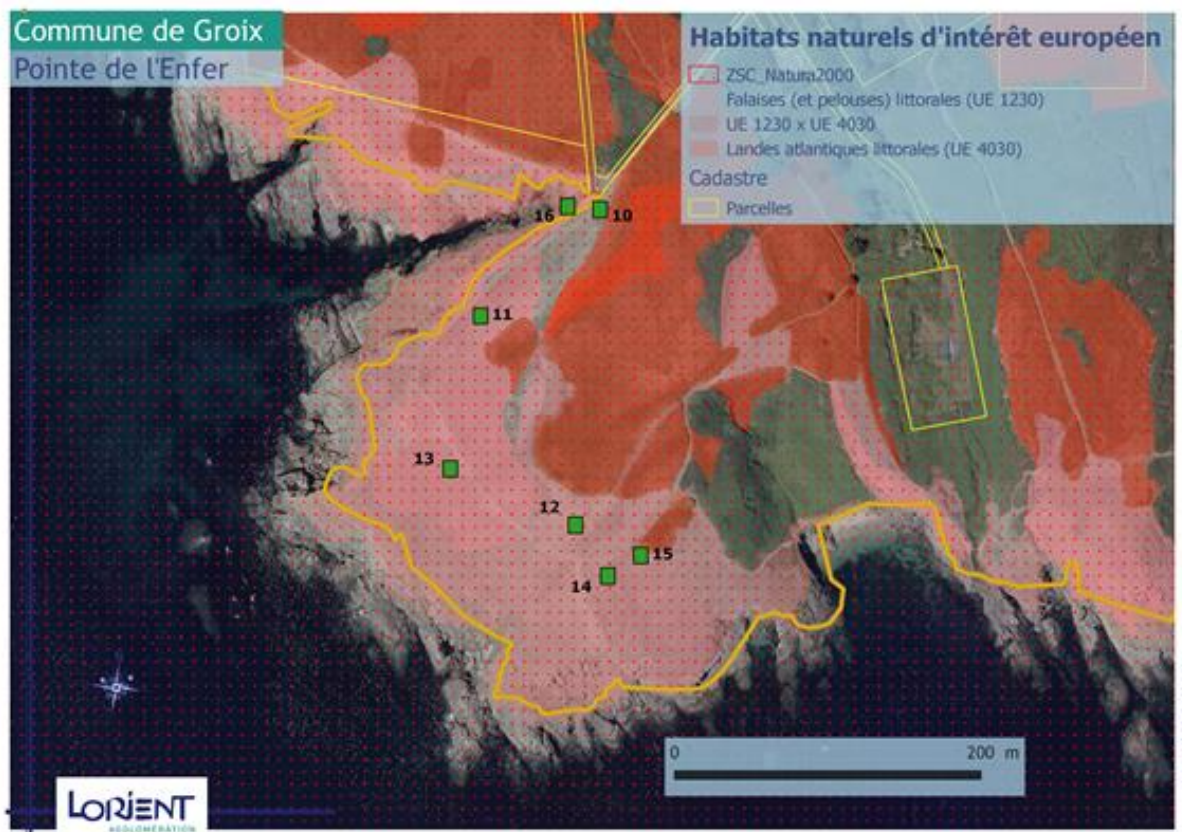 Commune de Groix
Pointe de l'Enfer
Habitats naturels d'intérêt européen
ZSC_Natura2000
Falaises (et pelouses) littorales (UE 1230)
UE 1230 x UE 4030
Landes atlantiques littorales (UE 4030)
Cadastre
Parcelles
16
10
11
13
12
15
14
0 200 m
LORIENT
AGGLOMÉRATION